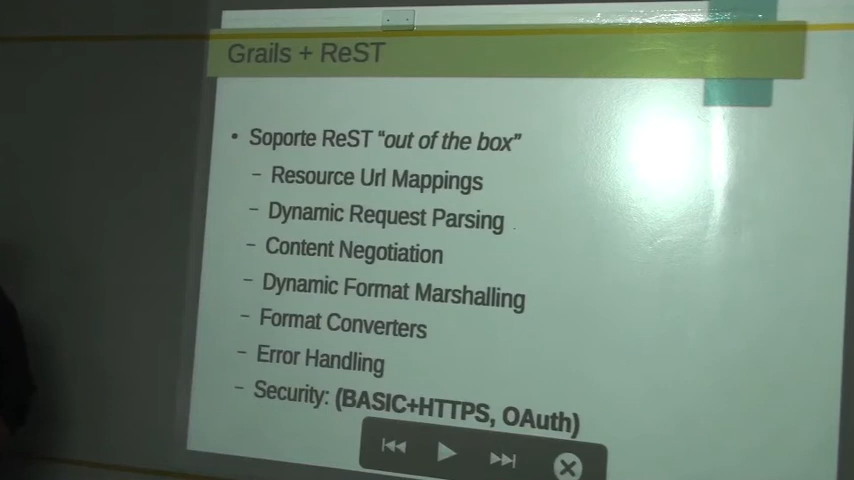 Grails + ReST
• Soporte ReST “out of the box”
– Resource Url Mappings
– Dynamic Request Parsing
– Content Negotiation
– Dynamic Format Marshalling
– Format Converters
– Error Handling
– Security: (BASIC+HTTPS, OAuth)